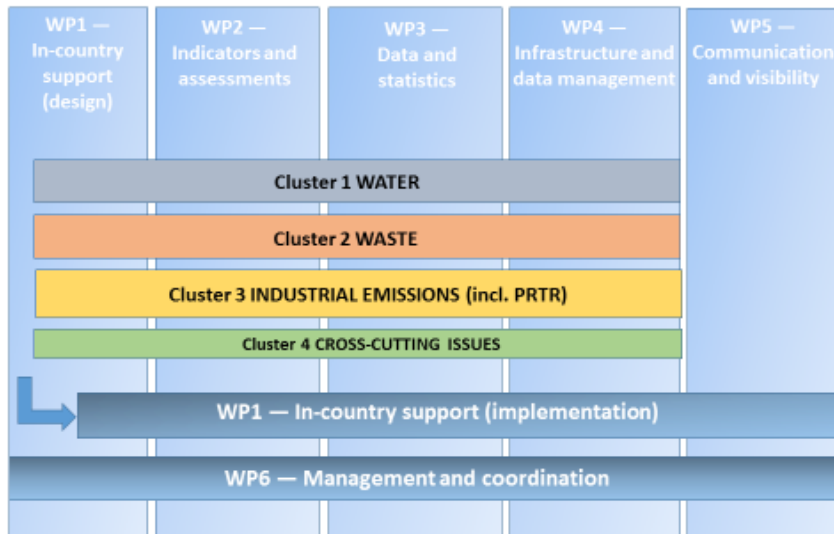 WP1 —
In-country
support
(design)
WP2 —
Indicators and
assessments
WP3 —
Data and
statistics
WP4 —
Infrastructure and
data management
WP5 —
Communication
and visibility
Cluster 1 WATER
Cluster 2 WASTE
Cluster 3 INDUSTRIAL EMISSIONS (incl. PRTR)
Cluster 4 CROSS-CUTTING ISSUES
WP1 — In-country support (implementation)
WP6 — Management and coordination